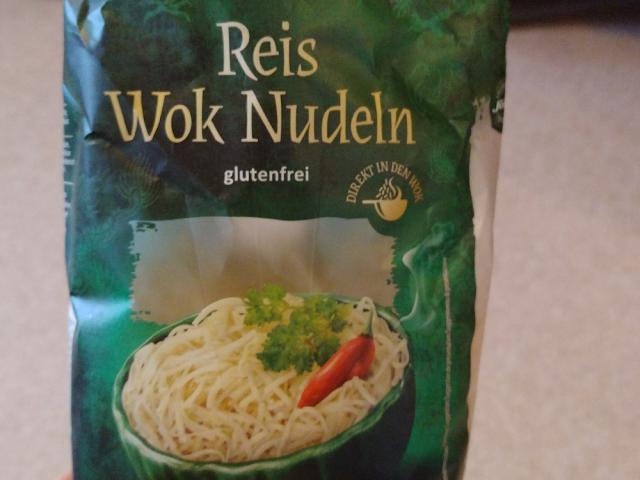 Reis
Wok Nudeln
glutenfrei
DIREKT IN DEN WOK